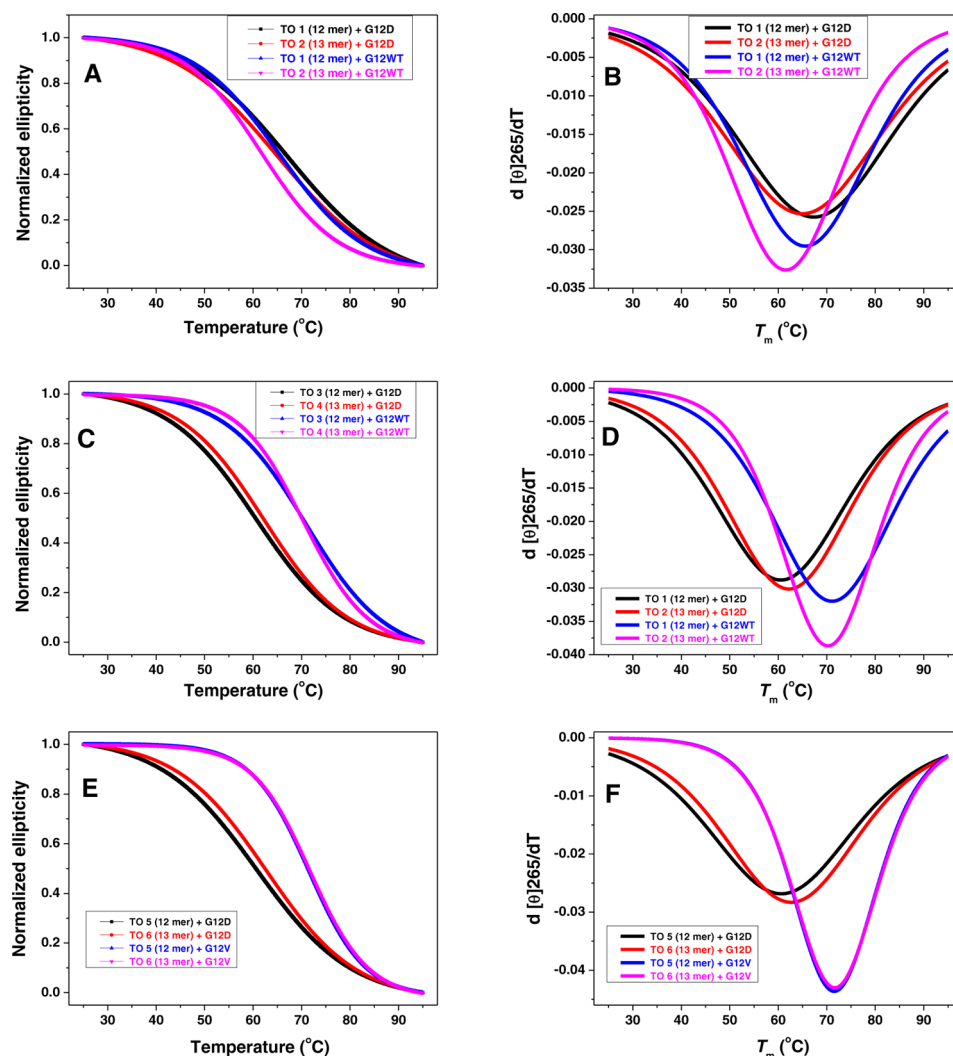 A
Normalized ellipticity
1.0
0.8
0.6
0.4
0.2
0.0
TO 1 (12 mer) + G12D
TO 2 (13 mer) + G12D
TO 1 (12 mer) + G12WT
TO 2 (13 mer) + G12WT
30 40 50 60 70 80 90
Temperature (°C)
B
d [θ]265/dT
0.000
-0.005
-0.010
-0.015
-0.020
-0.025
-0.030
-0.035
TO 1 (12 mer) + G12D
TO 2 (13 mer) + G12D
TO 1 (12 mer) + G12WT
TO 2 (13 mer) + G12WT
30 40 50 60 70 80 90
Tm (°C)
C
Normalized ellipticity
1.0
0.8
0.6
0.4
0.2
0.0
TO 3 (12 mer) + G12D
TO 4 (13 mer) + G12D
TO 3 (12 mer) + G12WT
TO 4 (13 mer) + G12WT
30 40 50 60 70 80 90
Temperature (°C)
D
d [θ]265/dT
0.000
-0.005
-0.010
-0.015
-0.020
-0.025
-0.030
-0.035
-0.040
TO 1 (12 mer) + G12D
TO 2 (13 mer) + G12D
TO 1 (12 mer) + G12WT
TO 2 (13 mer) + G12WT
30 40 50 60 70 80 90
Tm (°C)
E
Normalized ellipticity
1.0
0.8
0.6
0.4
0.2
0.0
TO 5 (12 mer) + G12D
TO 6 (13 mer) + G12D
TO 5 (12 mer) + G12V
TO 6 (13 mer) + G12V
30 40 50 60 70 80 90
Temperature (°C)
F
d [θ]265/dT
0.00
-0.01
-0.02
-0.03
-0.04
TO 5 (12 mer) + G12D
TO 6 (13 mer) + G12D
TO 5 (12 mer) + G12V
TO 6 (13 mer) + G12V
30 40 50 60 70 80 90
Tm (°C)